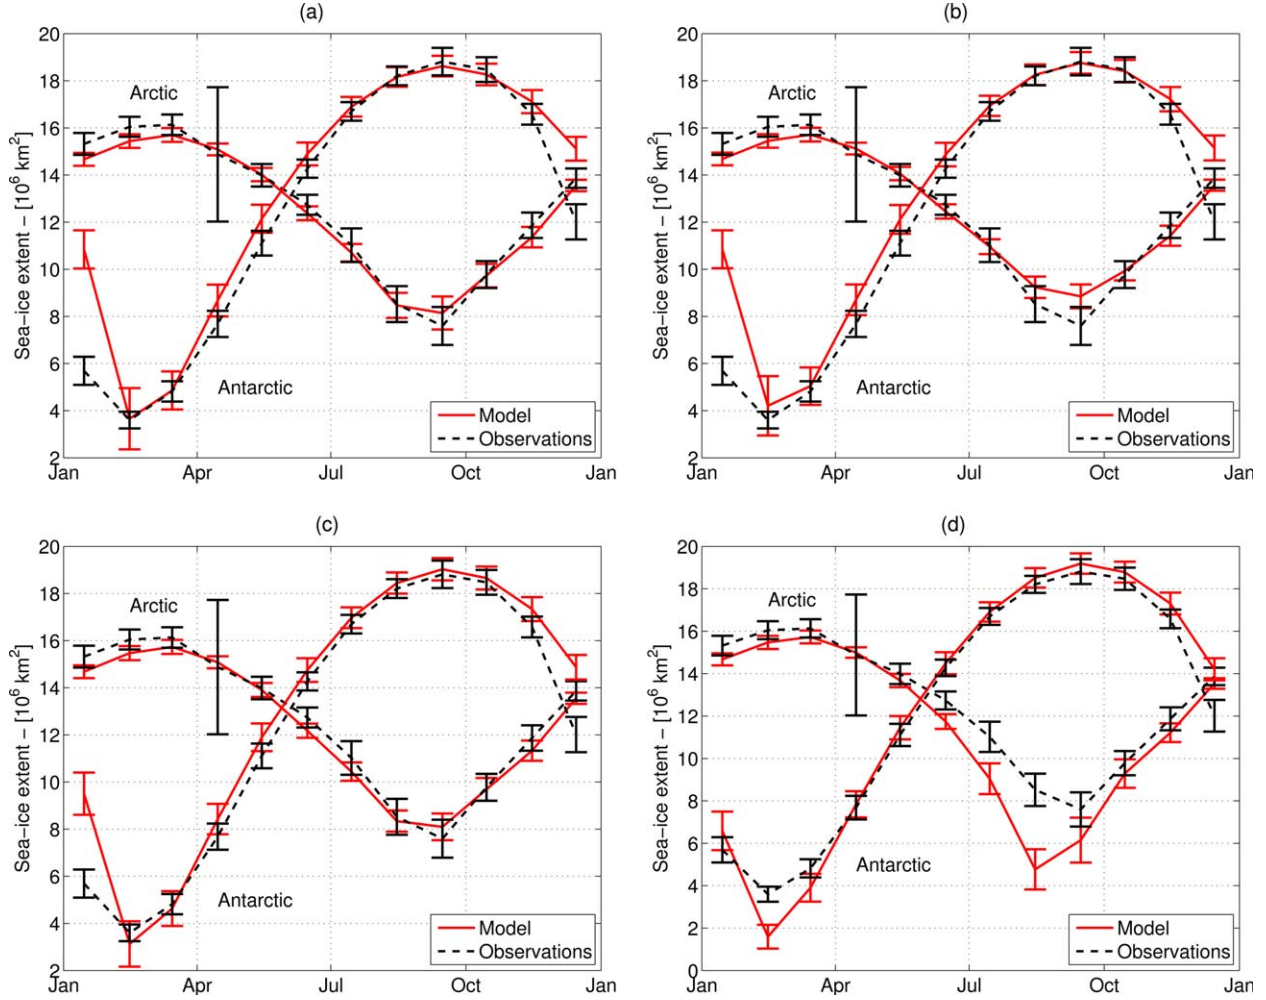 (a)
20
18
16
14
12
10
8
6
4
2
Sea-ice extent - [10⁶ km²]
Arctic
Antarctic
Model
Observations
Jan Apr Jul Oct Jan
(b)
20
18
16
14
12
10
8
6
4
2
Sea-ice extent - [10⁶ km²]
Arctic
Antarctic
Model
Observations
Jan Apr Jul Oct Jan
(c)
20
18
16
14
12
10
8
6
4
2
Sea-ice extent - [10⁶ km²]
Arctic
Antarctic
Model
Observations
Jan Apr Jul Oct Jan
(d)
20
18
16
14
12
10
8
6
4
2
0
Sea-ice extent - [10⁶ km²]
Arctic
Antarctic
Model
Observations
Jan Apr Jul Oct Jan